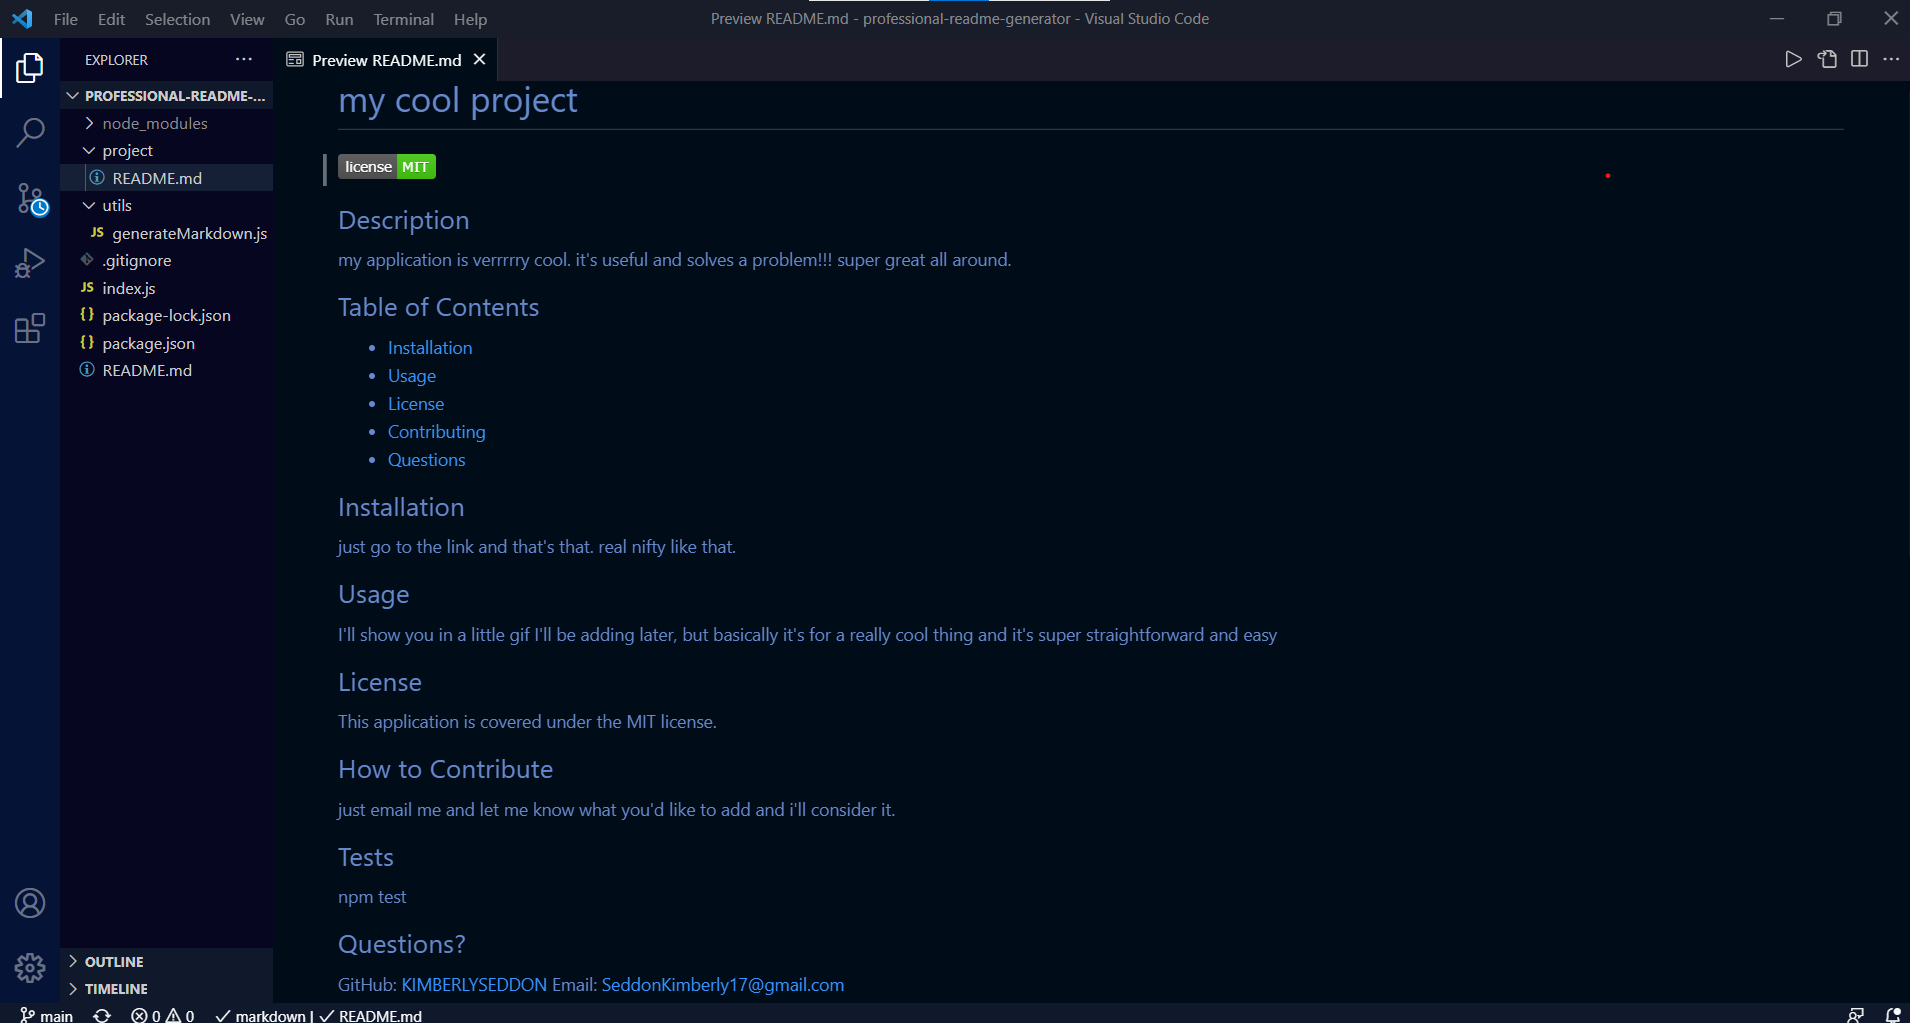 File Edit Selection View Go Run Terminal Help
Preview README.md - professional-readme-generator - Visual Studio Code
EXPLORER
Preview README.md
PROFESSIONAL-README-...
node_modules
project
README.md
utils
JS generateMarkdown.js
.gitignore
JS index.js
{} package-lock.json
{} package.json
README.md
OUTLINE
TIMELINE
my cool project
license MIT
Description
my application is verrrrry cool. it's useful and solves a problem!!! super great all around.
Table of Contents
• Installation
• Usage
• License
• Contributing
• Questions
Installation
just go to the link and that's that. real nifty like that.
Usage
I'll show you in a little gif I'll be adding later, but basically it's for a really cool thing and it's super straightforward and easy
License
This application is covered under the MIT license.
How to Contribute
just email me and let me know what you'd like to add and i'll consider it.
Tests
npm test
Questions?
GitHub: KIMBERLYSEDDON Email: SeddonKimberly17@gmail.com
main 0 0 markdown | README.md